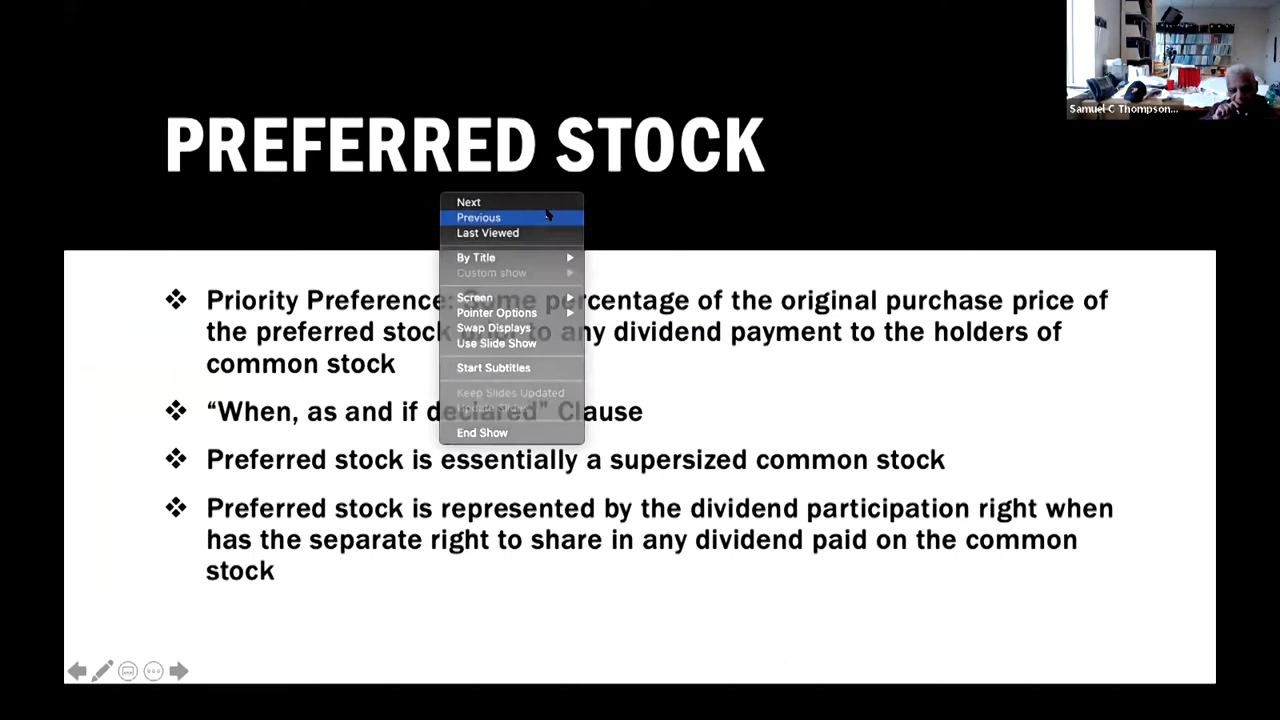 Samuel C Thompson...
PREFERRED STOCK
Next
Previous
Last Viewed
By Title
Custom show
Screen
Pointer Options
Swap Displays
Use Slide Show
Start Subtitles
Keep Slides Updated
Update Slides
End Show
❖ Priority Preference: Some percentage of the original purchase price of
the preferred stock prior to any dividend payment to the holders of
common stock
❖ “When, as and if declared” Clause
❖ Preferred stock is essentially a supersized common stock
❖ Preferred stock is represented by the dividend participation right when
has the separate right to share in any dividend paid on the common
stock